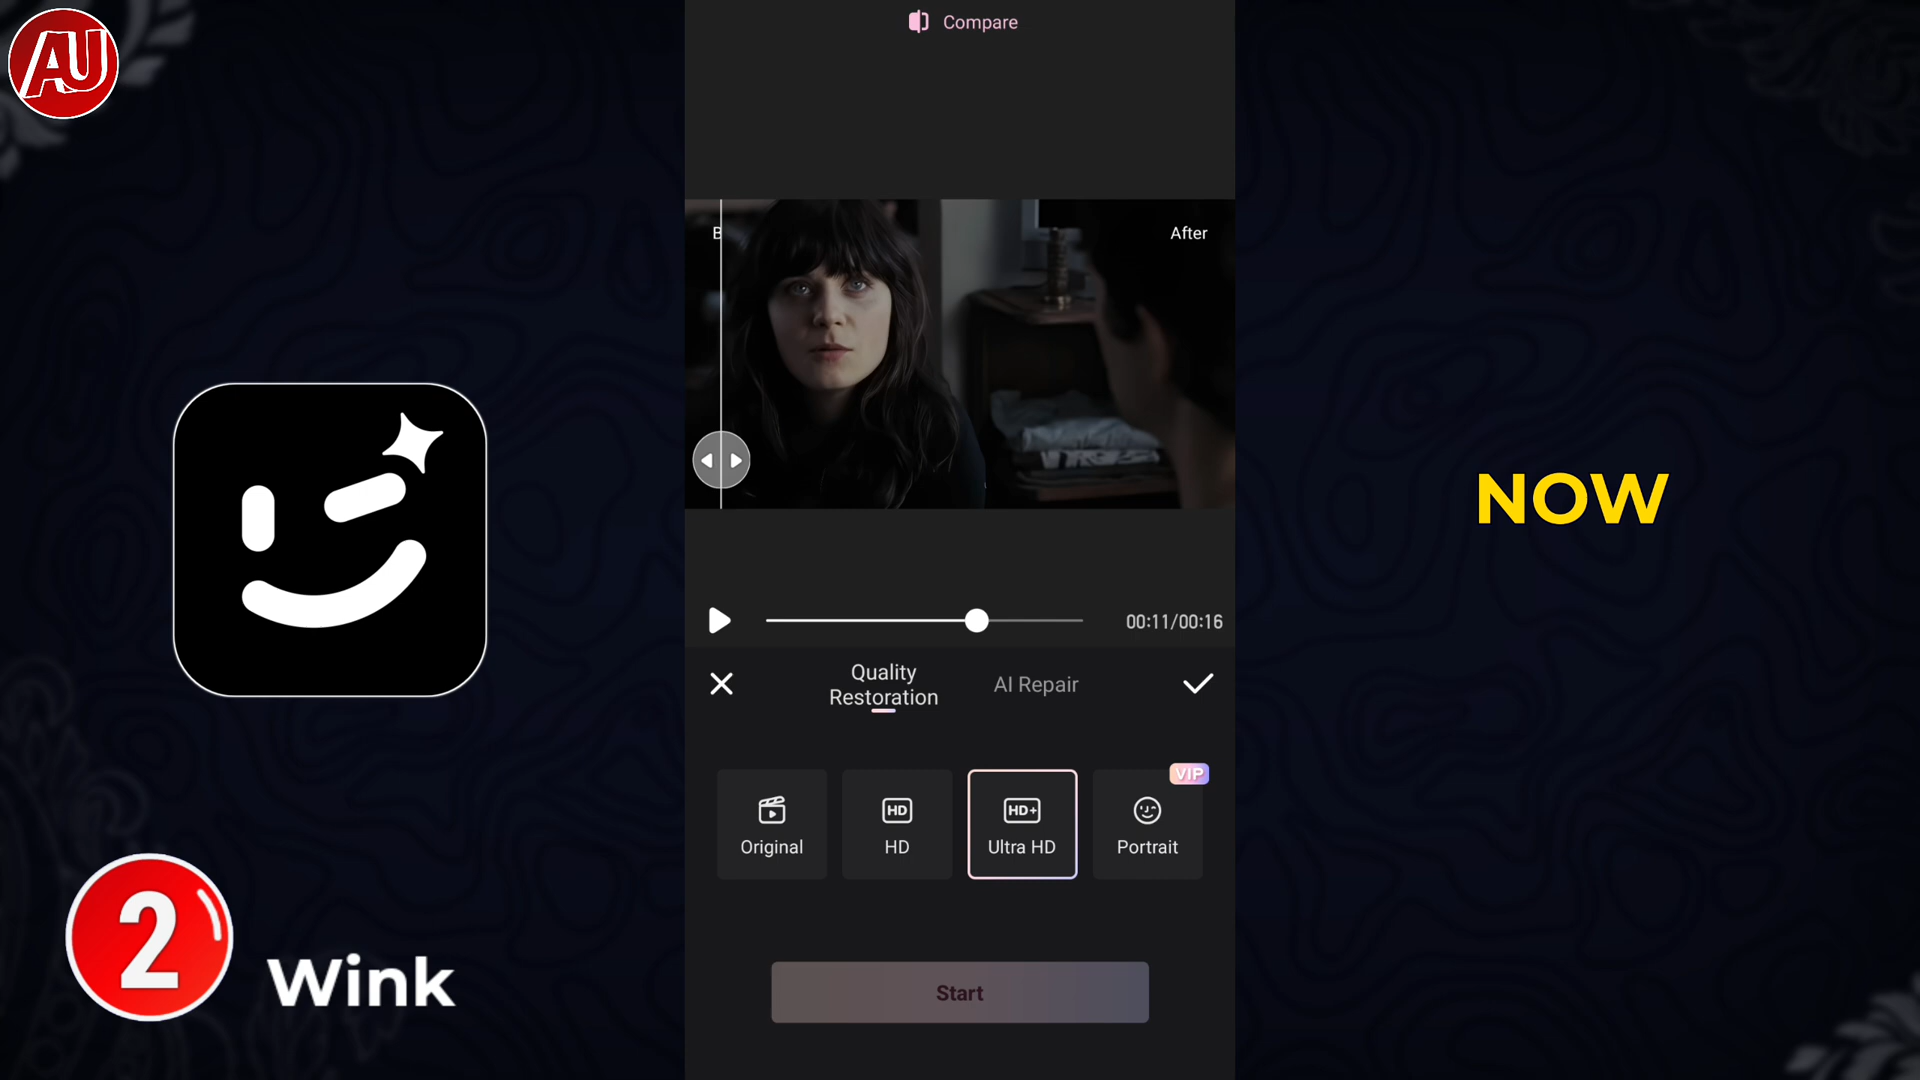 AU
Compare
B
After
NOW
00:11/00:16
Quality
Restoration
AI Repair
VIP
HD
HD+
Original
HD
Ultra HD
Portrait
2
Wink
Start